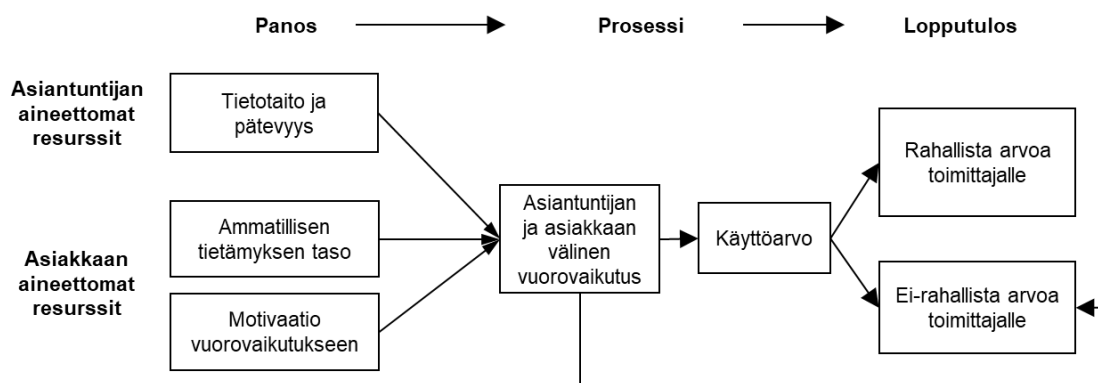 Panos
Prosessi
Lopputulos
Asiantuntijan
aineettomat
resurssit
Tietotaito ja
pätevyys
Rahallista arvoa
toimittajalle
Asiakkaan
aineettomat
resurssit
Ammatillisen
tietämyksen taso
Motivaatio
vuorovaikutukseen
Asiantuntijan
ja asiakkaan
välinen
vuorovaikutus
Käyttöarvo
Ei-rahallista arvoa
toimittajalle